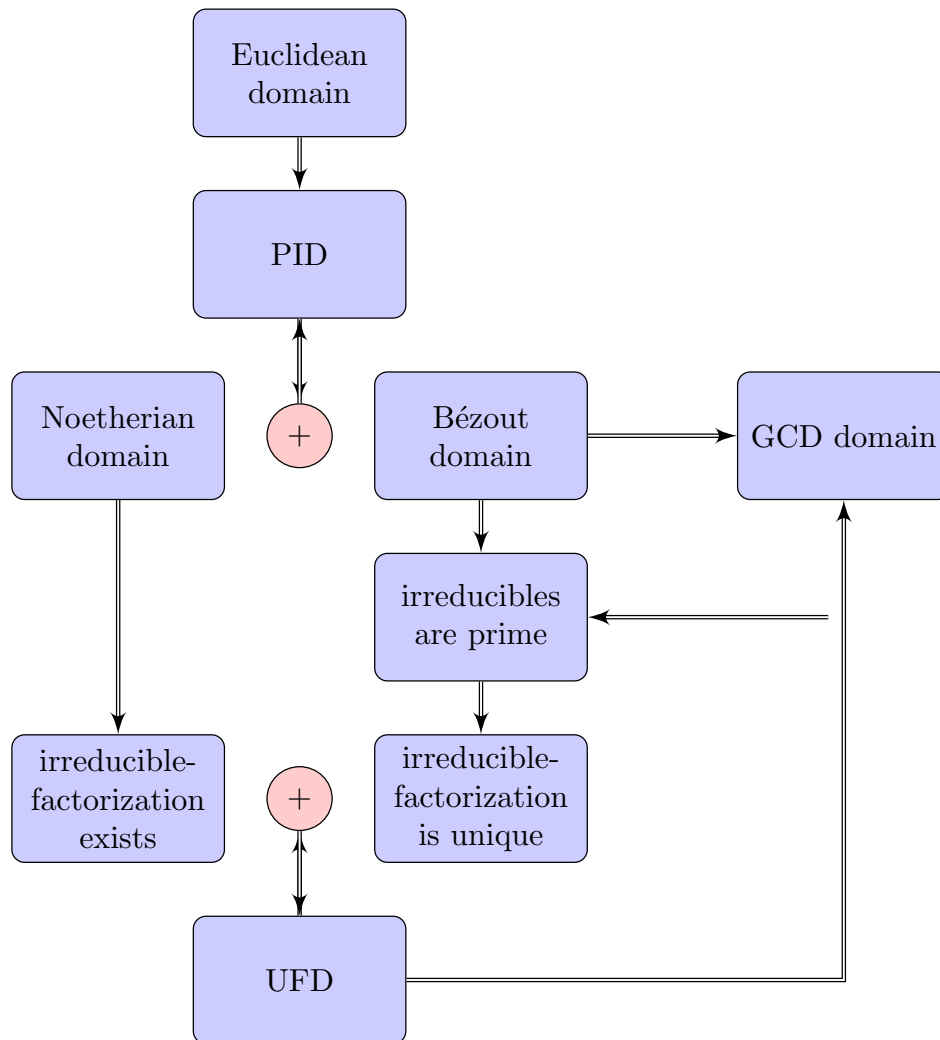 Euclidean
domain
PID
Noetherian
domain
+
Bézout
domain
GCD domain
irreducibles
are prime
irreducible-
factorization
exists
+
irreducible-
factorization
is unique
UFD